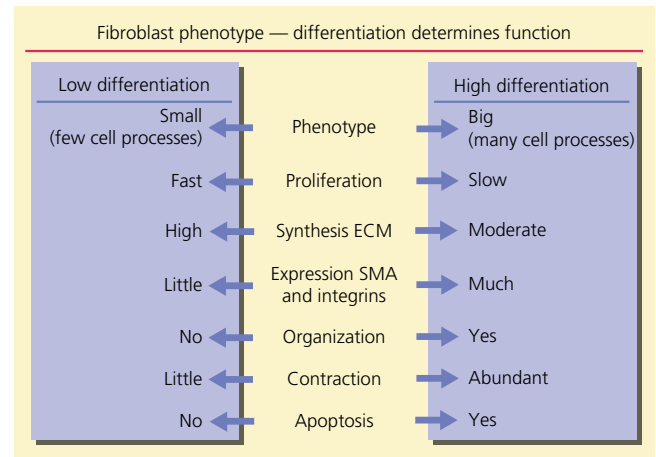 Fibroblast phenotype — differentiation determines function
Low differentiation
High differentiation
Small
(few cell processes)
Phenotype
Big
(many cell processes)
Fast
Proliferation
Slow
High
Synthesis ECM
Moderate
Little
Expression SMA
and integrins
Much
No
Organization
Yes
Little
Contraction
Abundant
No
Apoptosis
Yes